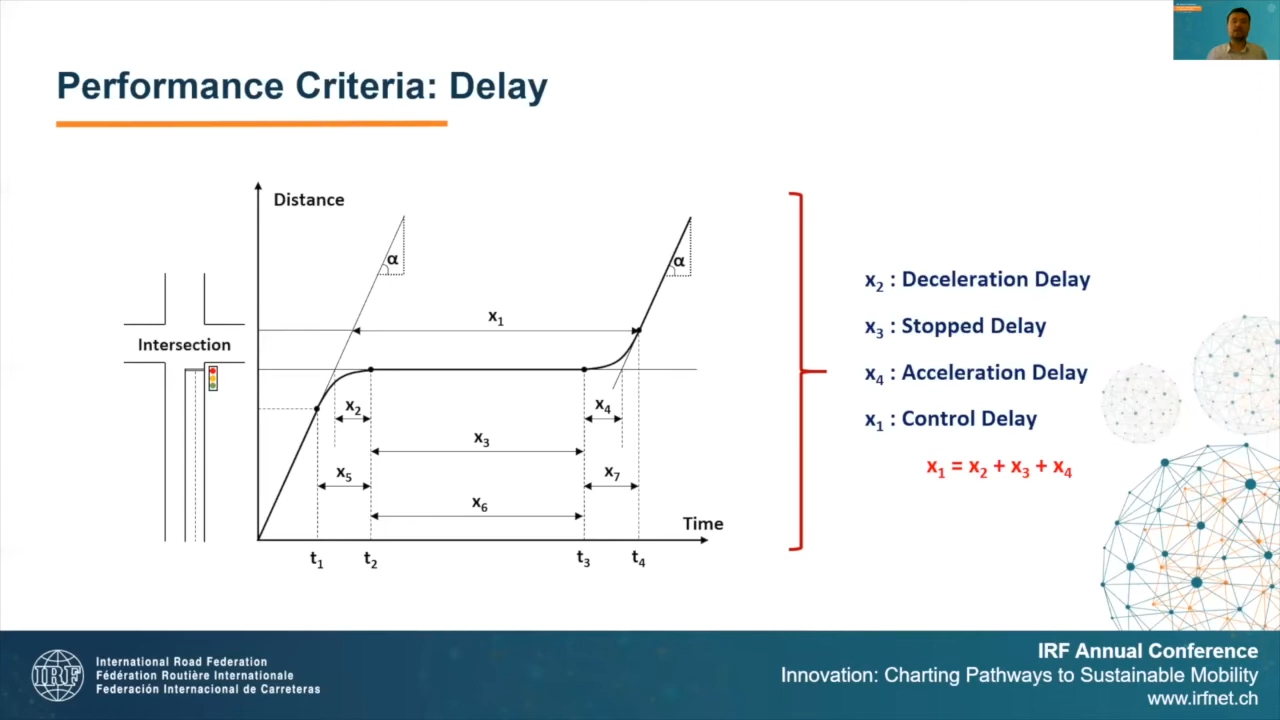 Performance Criteria: Delay
Distance
α
α
x₁
Intersection
x₂
x₄
x₃
x₅
x₇
x₆
Time
t₁
t₂
t₃
t₄
x₂ : Deceleration Delay
x₃ : Stopped Delay
x₄ : Acceleration Delay
x₁ : Control Delay
x₁ = x₂ + x₃ + x₄
IRF
International Road Federation
Fédération Routière Internationale
Federación Internacional de Carreteras
IRF Annual Conference
Innovation: Charting Pathways to Sustainable Mobility
www.irfnet.ch